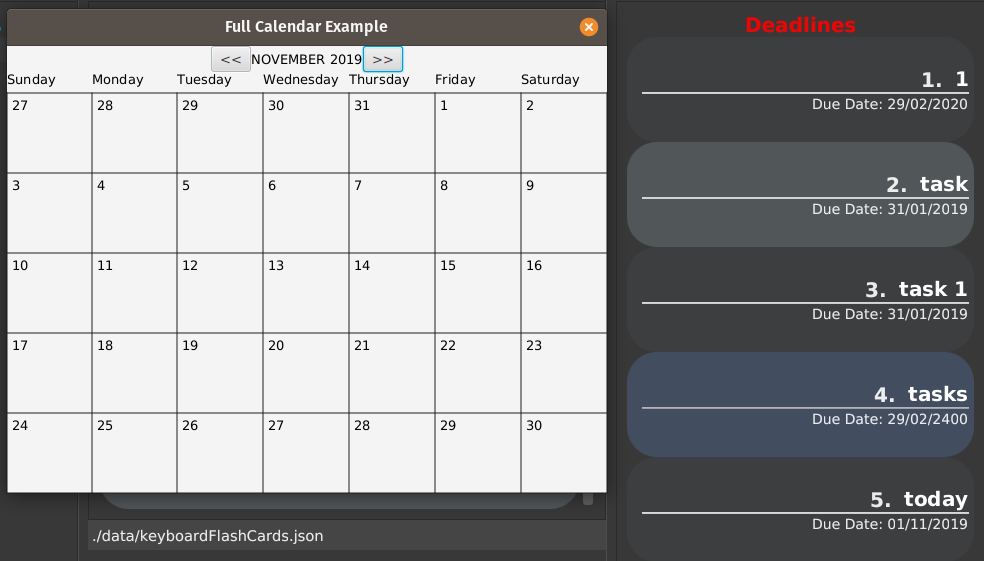 Full Calendar Example
<< NOVEMBER 2019 >>
Sunday Monday Tuesday Wednesday Thursday Friday Saturday
27 28 29 30 31 1 2
3 4 5 6 7 8 9
10 11 12 13 14 15 16
17 18 19 20 21 22 23
24 25 26 27 28 29 30
./data/keyboardFlashCards.json
Deadlines
1. 1
Due Date: 29/02/2020
2. task
Due Date: 31/01/2019
3. task 1
Due Date: 31/01/2019
4. tasks
Due Date: 29/02/2400
5. today
Due Date: 01/11/2019